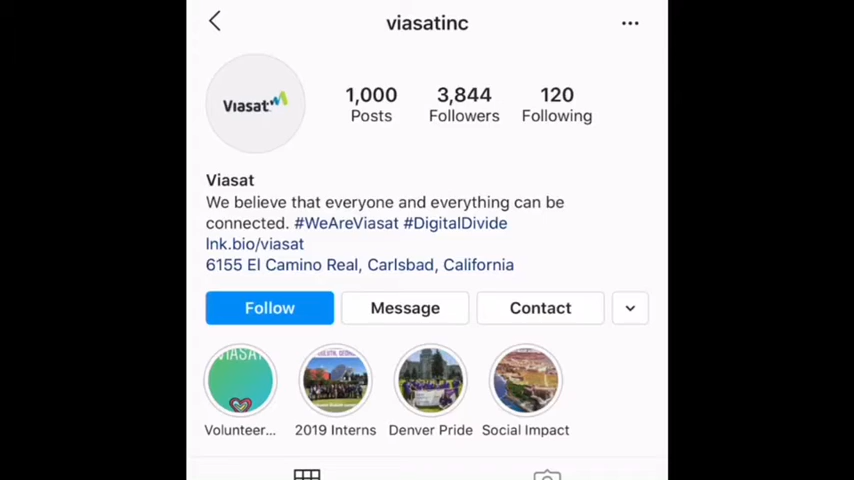 viasatinc
Viasat
1,000 3,844 120
Posts Followers Following
Viasat
We believe that everyone and everything can be
connected. #WeAreViasat #DigitalDivide
lnk.bio/viasat
6155 El Camino Real, Carlsbad, California
Follow Message Contact
VIASAT
Volunteer... 2019 Interns Denver Pride Social Impact